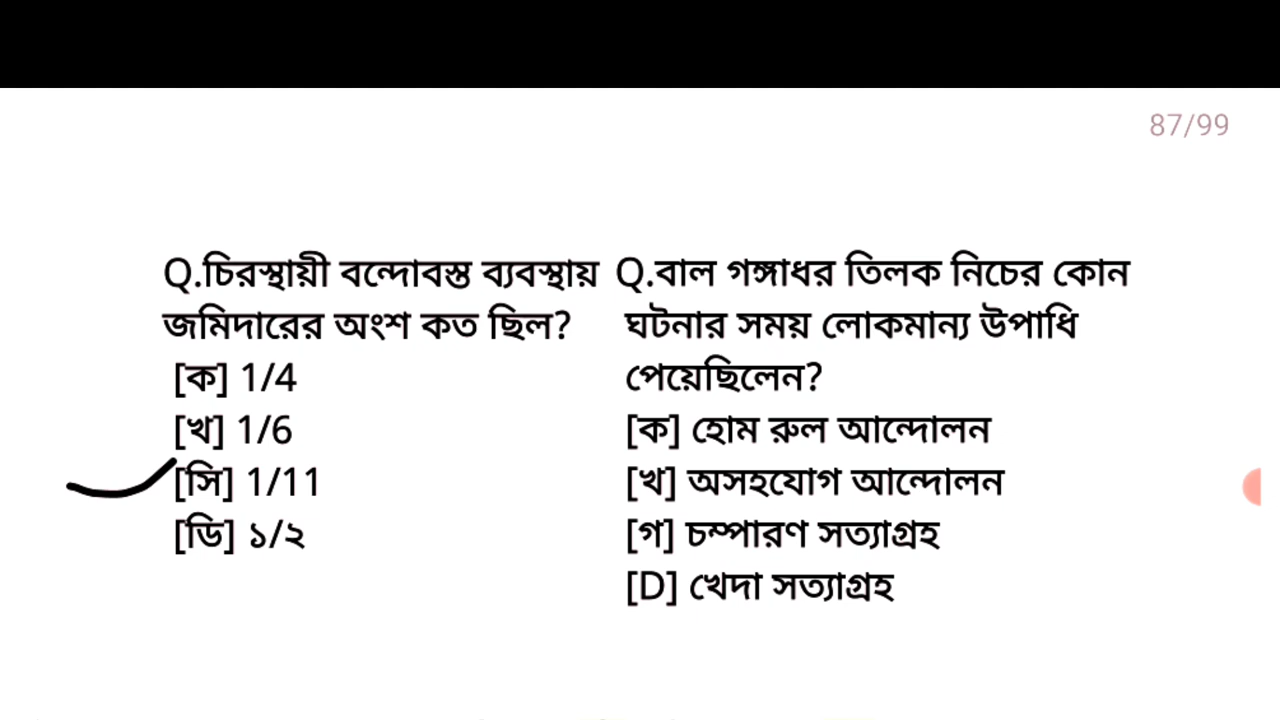 87/99
Q.চিরস্থায়ী বন্দোবস্ত ব্যবস্থায়
জমিদারের অংশ কত ছিল?
[ক] 1/4
[খ] 1/6
[সি] 1/11
[ডি] ১/২
Q.বাল গঙ্গাধর তিলক নিচের কোন
ঘটনার সময় লোকমান্য উপাধি
পেয়েছিলেন?
[ক] হোম রুল আন্দোলন
[খ] অসহযোগ আন্দোলন
[গ] চম্পারণ সত্যাগ্রহ
[D] খেদা সত্যাগ্রহ